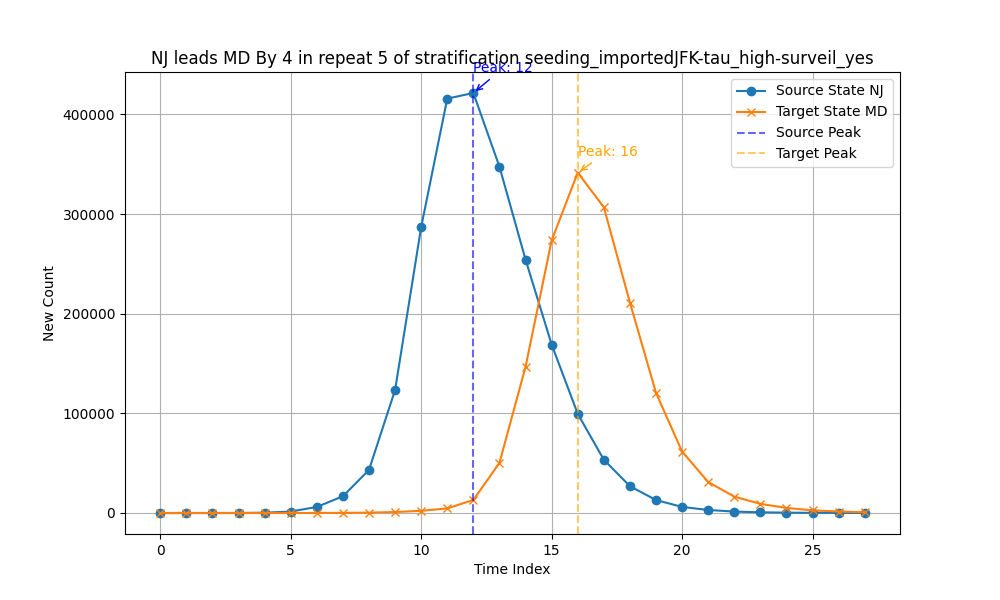 NJ leads MD By 4 in repeat 5 of stratification seeding_importedJFK-tau_high-surveil_yes
Peak: 12
Source State NJ
Target State MD
Source Peak
Target Peak
Peak: 16
New Count
400000
300000
200000
100000
0
0 5 10 15 20 25
Time Index